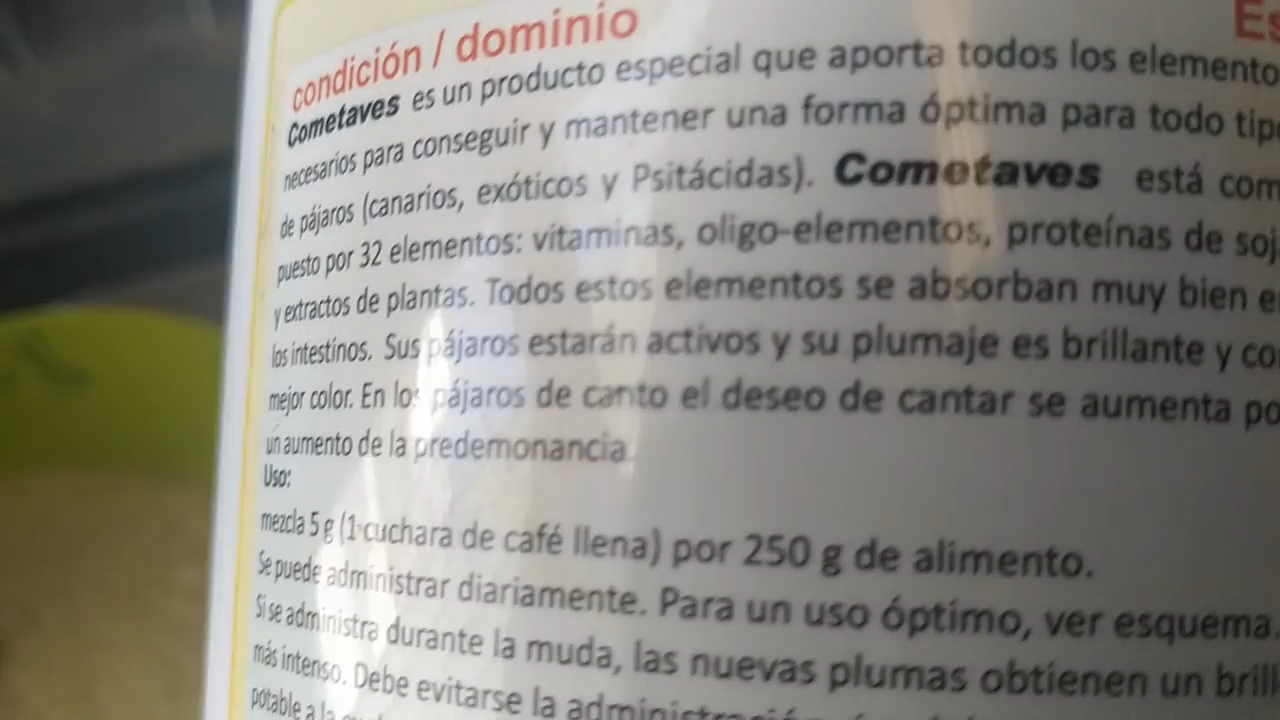 condición / dominio
Es
Cometaves es un producto especial que aporta todos los elemento
necesarios para conseguir y mantener una forma óptima para todo tip
de pájaros (canarios, exóticos y Psitácidas). Cometaves está com
puesto por 32 elementos: vitaminas, oligo-elementos, proteínas de soj
y extractos de plantas. Todos estos elementos se absorban muy bien e
los intestinos. Sus pájaros estarán activos y su plumaje es brillante y co
mejor color. En los pájaros de canto el deseo de cantar se aumenta po
un aumento de la predemonancia
Uso:
mezcla 5 g (1 cuchara de café llena) por 250 g de alimento.
Se puede administrar diariamente. Para un uso óptimo, ver esquema.
Si se administra durante la muda, las nuevas plumas obtienen un brill
más intenso. Debe evitarse la administración
potable a la